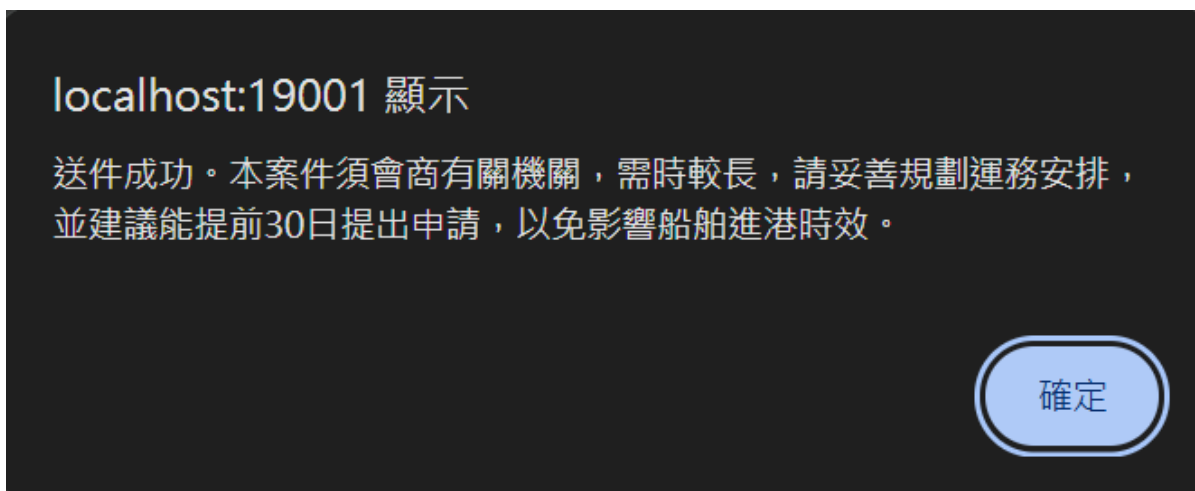 localhost:19001 顯示
送件成功。本案件須會商有關機關，需時較長，請妥善規劃運務安排，
並建議能提前30日提出申請，以免影響船舶進港時效。
確定